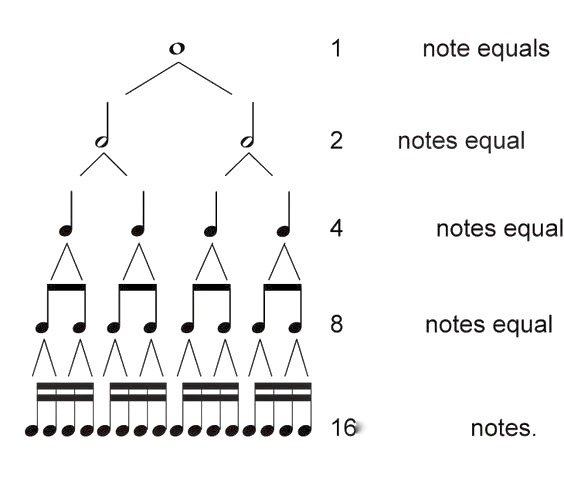 1 note equals
2 notes equal
4 notes equal
8 notes equal
16 notes.